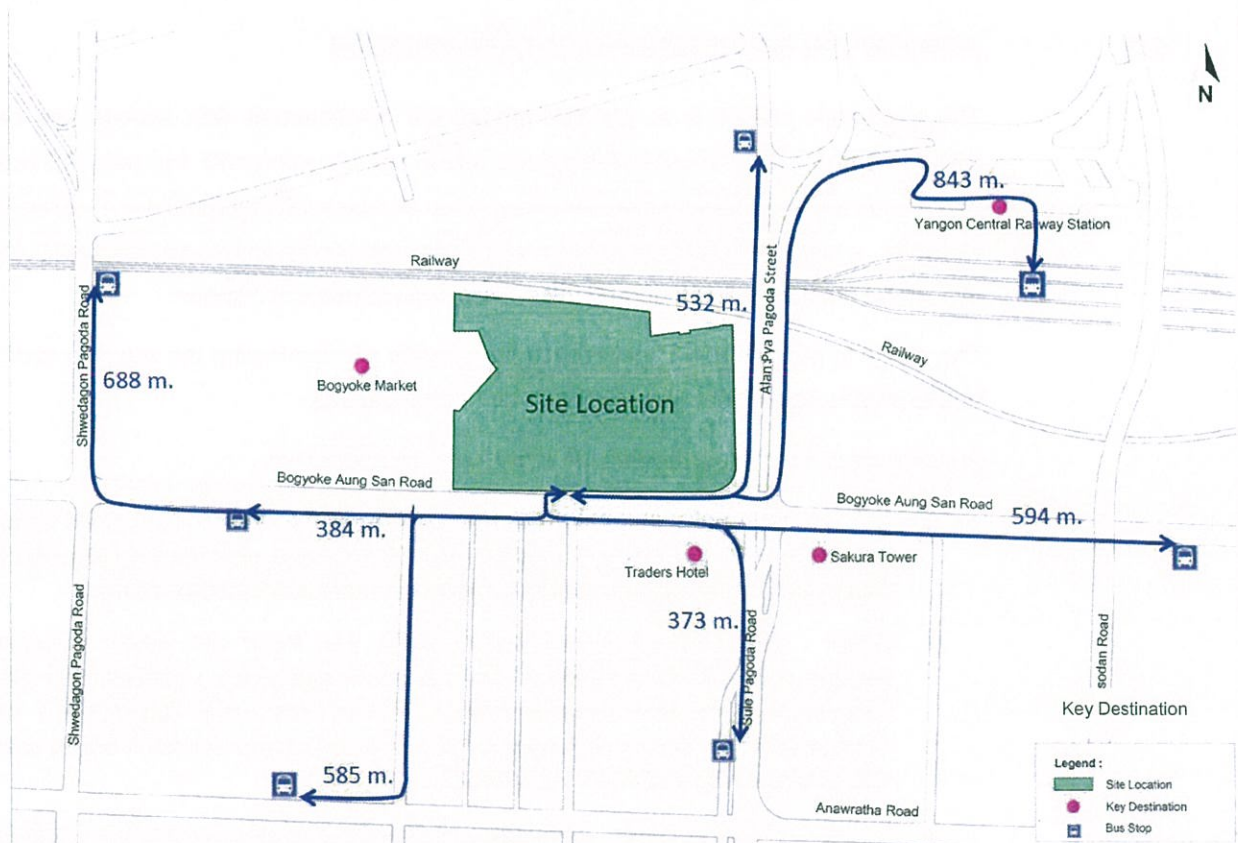 N
843 m.
Yangon Central Railway Station
Railway
532 m.
Alan Pya Pagoda Street
Shwedagon Pagoda Road
688 m.
Bogyoke Market
Railway
Site Location
Bogyoke Aung San Road
Bogyoke Aung San Road
384 m.
594 m.
Traders Hotel
Sakura Tower
373 m.
Sule Pagoda Road
Shwedagon Pagoda Road
sodan Road
Key Destination
585 m.
Anawratha Road
Legend :
Site Location
Key Destination
Bus Stop